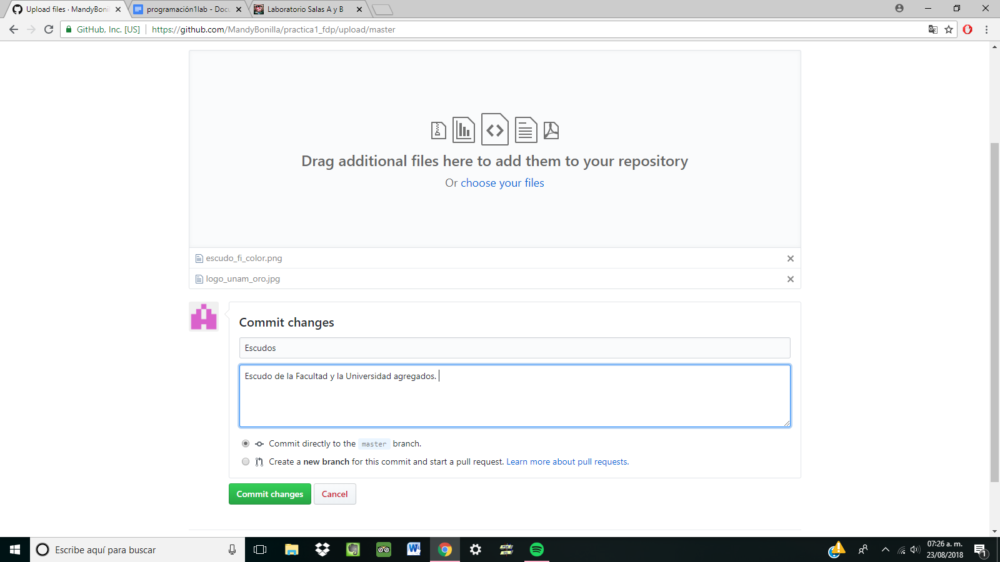 Upload files · MandyBoni
programación1lab - Docu
Laboratorio Salas A y B
GitHub, Inc. [US]
https://github.com/MandyBonilla/practica1_fdp/upload/master
Drag additional files here to add them to your repository
Or choose your files
escudo_fi_color.png
logo_unam_oro.jpg
Commit changes
Escudos
Escudo de la Facultad y la Universidad agregados.
Commit directly to the master branch.
Create a new branch for this commit and start a pull request. Learn more about pull requests.
Commit changes
Cancel
Escribe aquí para buscar
07:26 a. m.
23/08/2018
1